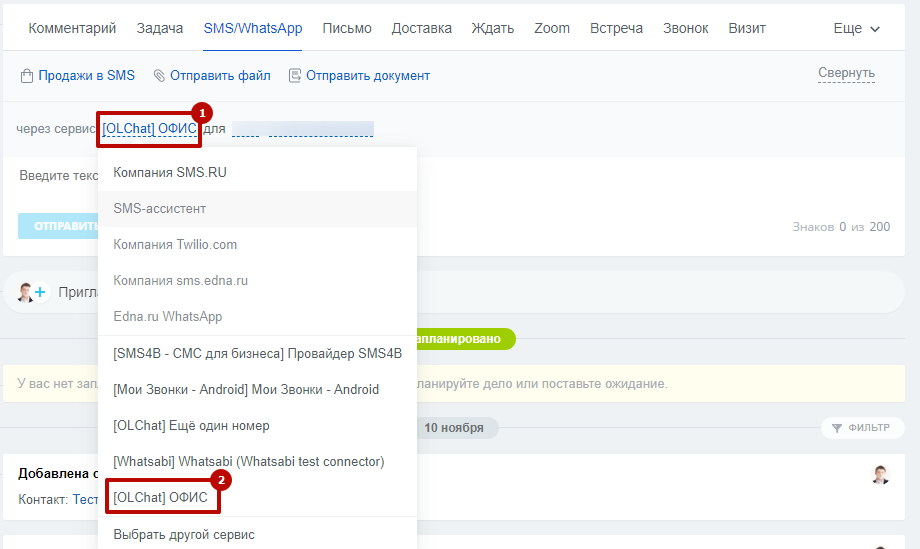 Комментарий Задача SMS/WhatsApp Письмо Доставка Ждать Zoom Встреча Звонок Визит Еще
Продажи в SMS Отправить файл Отправить документ Свернуть
1
через сервис [OLChat] ОФИС для
Компания SMS.RU
Введите текс
SMS-ассистент
ОТПРАВИТЬ Знаков 0 из 200
Компания Twilio.com
Компания sms.edna.ru
Пригла
Edna.ru WhatsApp
апланировано
[SMS4B - СМС для бизнеса] Провайдер SMS4B
У вас нет запл ланируйте дело или поставьте ожидание.
[Мои Звонки - Android] Мои Звонки - Android
[OLChat] Ещё один номер
10 ноября ФИЛЬТР
[Whatsabi] Whatsabi (Whatsabi test connector)
Добавлена с
2
Контакт: Тест
[OLChat] ОФИС
Выбрать другой сервис